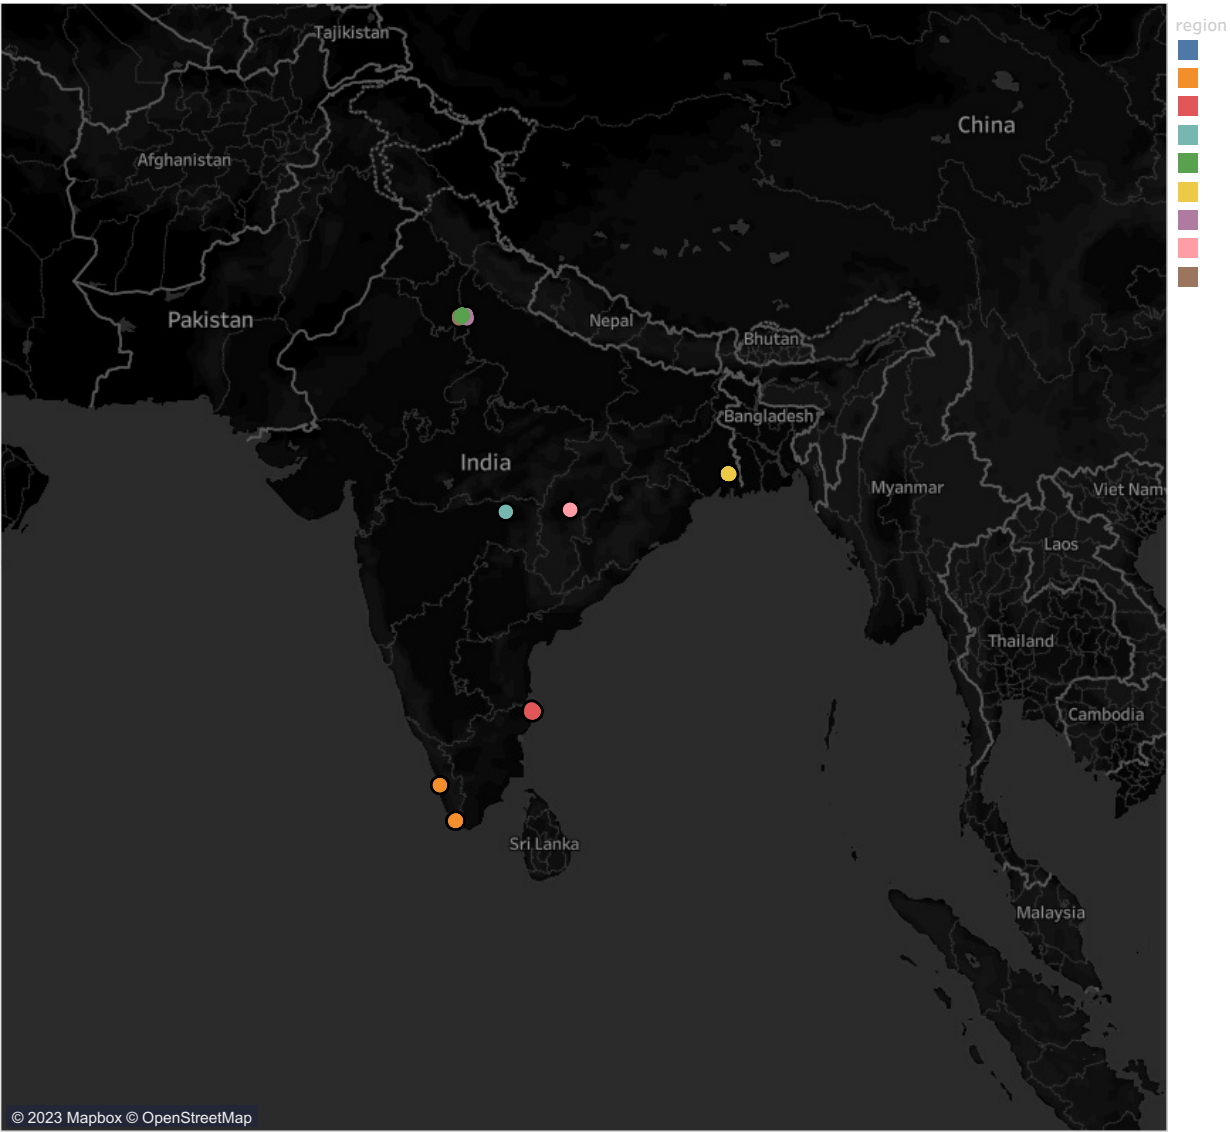 region
Tajikistan
China
Afghanistan
Pakistan
Nepal
Bhutan
Bangladesh
India
Myanmar
Viet Nam
Laos
Thailand
Cambodia
Sri Lanka
Malaysia
© 2023 Mapbox © OpenStreetMap